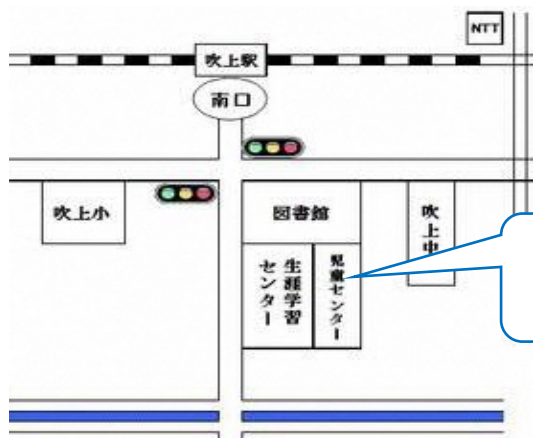 NTT
吹上駅
南口
吹上小
図書館
吹上中
生涯学習
センター
児童センター